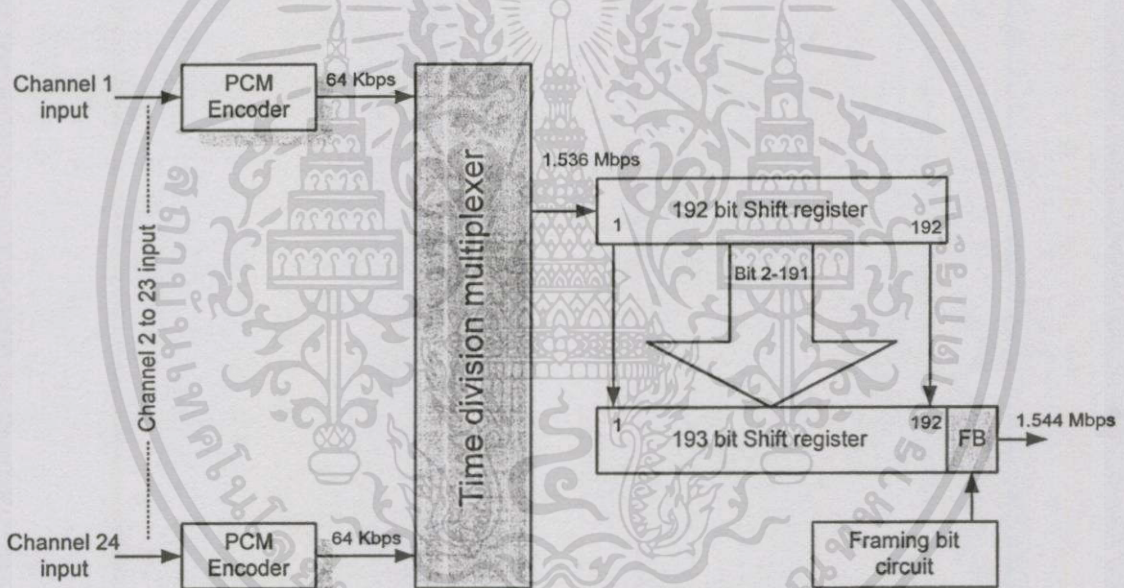 Channel 1
input
PCM
Encoder
64 Kbps
Channel 2 to 23 input
Time division multiplexer
1.536 Mbps
192 bit Shift register
1
192
Bit 2-191
1
192
193 bit Shift register
FB
1.544 Mbps
Channel 24
input
PCM
Encoder
64 Kbps
Framing bit
circuit